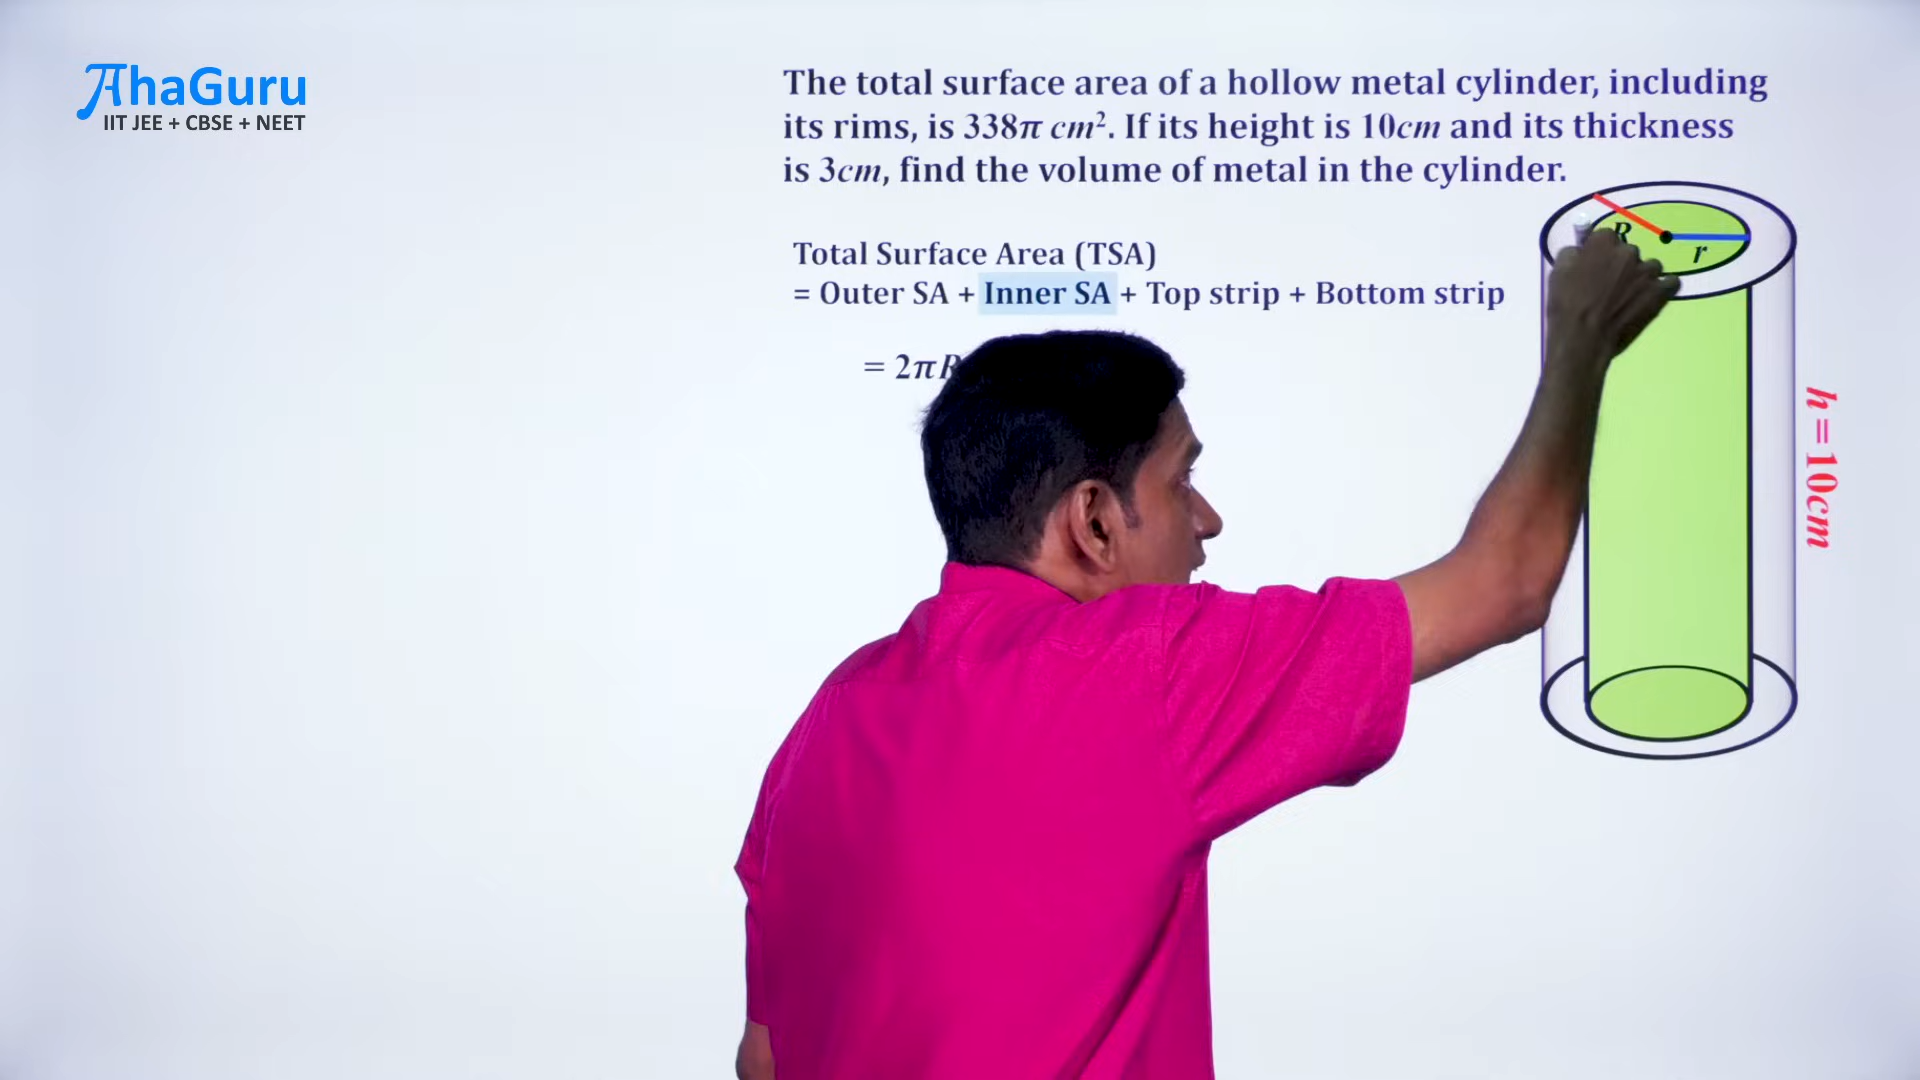 AhaGuru
IIT JEE + CBSE + NEET
The total surface area of a hollow metal cylinder, including
its rims, is 338π cm². If its height is 10cm and its thickness
is 3cm, find the volume of metal in the cylinder.
Total Surface Area (TSA)
= Outer SA + Inner SA + Top strip + Bottom strip
= 2πR
R
r
h = 10cm